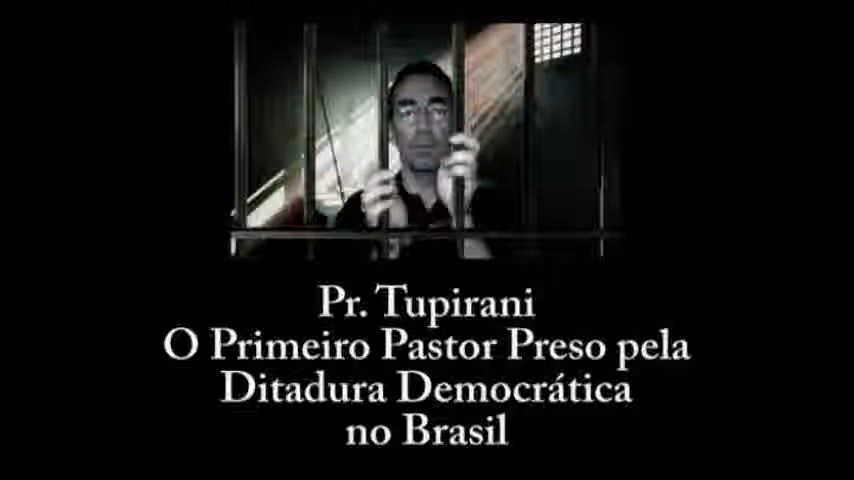 Pr. Tupirani
O Primeiro Pastor Preso pela
Ditadura Democrática
no Brasil